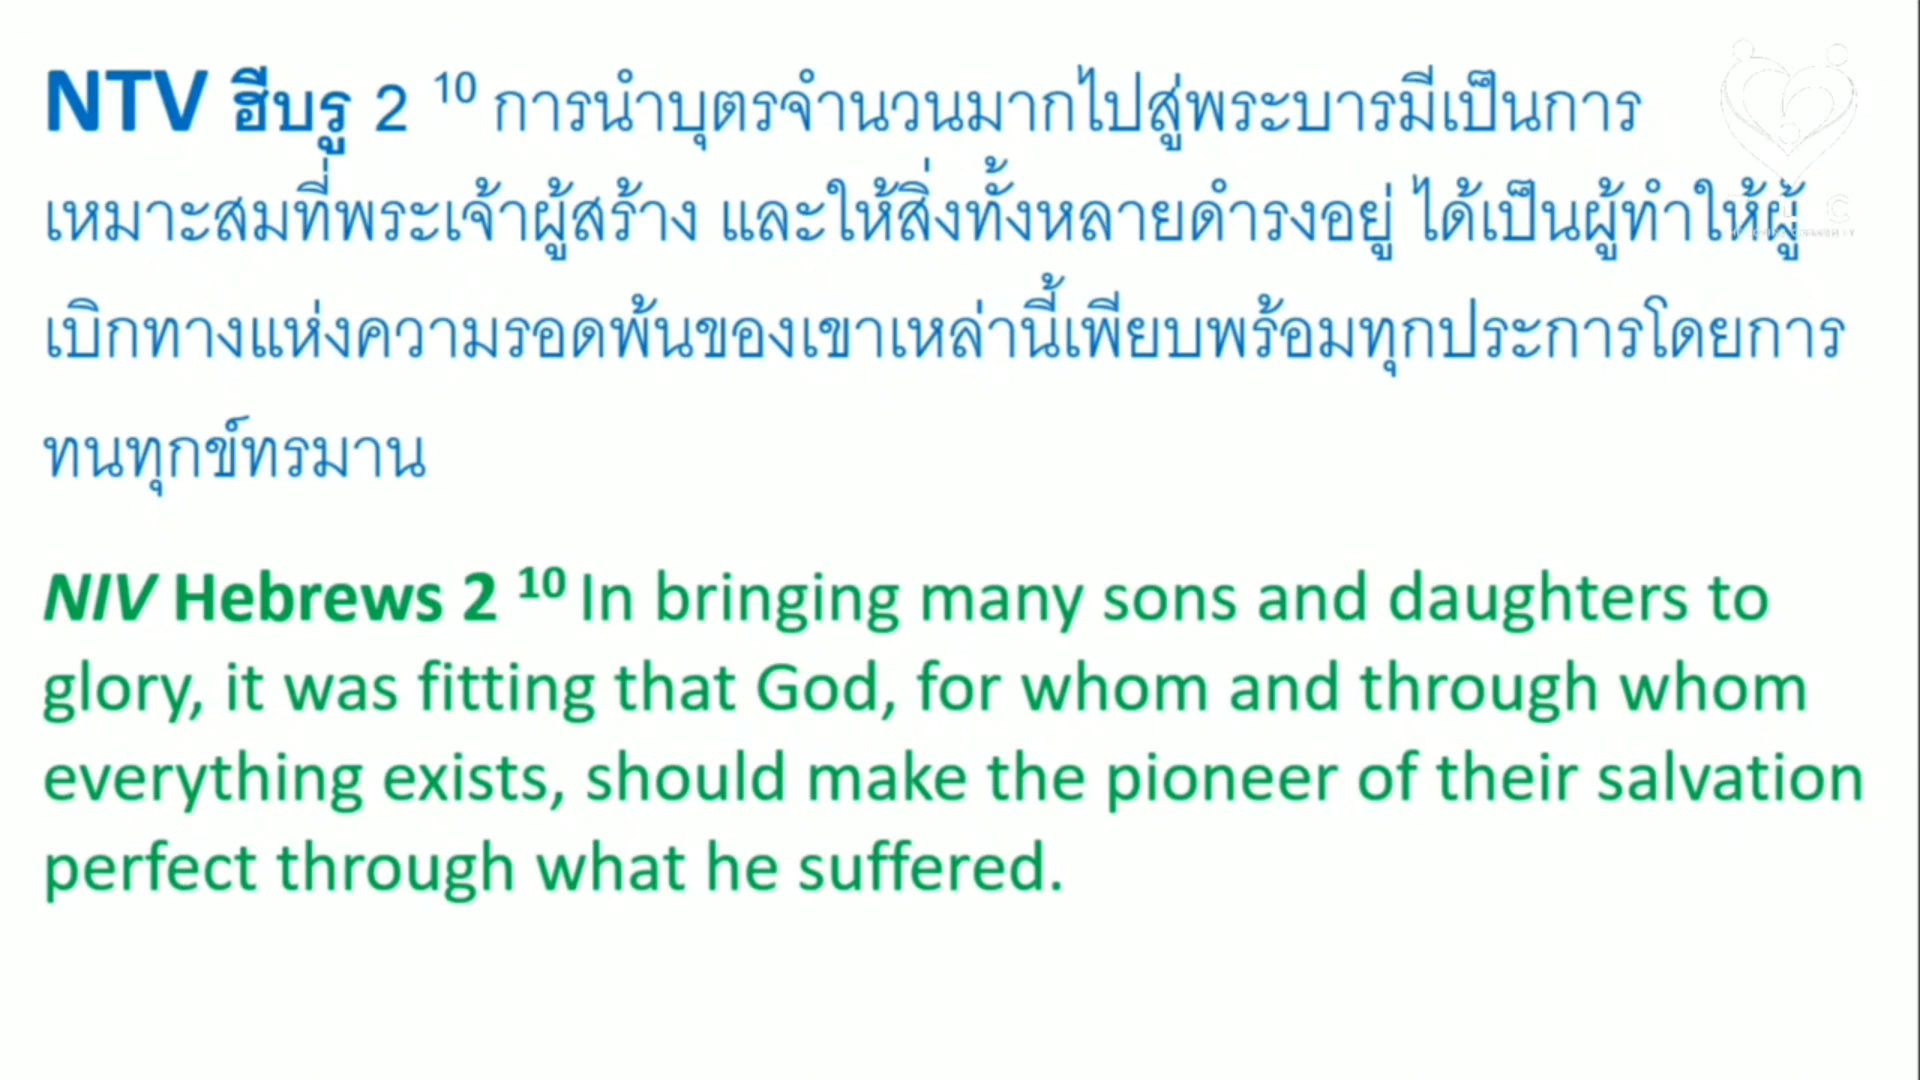 NTV ฮีบรู 2 10 การนำบุตรจำนวนมากไปสู่พระบารมีเป็นการ
เหมาะสมที่พระเจ้าผู้สร้าง และให้สิ่งทั้งหลายดำรงอยู่ ได้เป็นผู้ทำให้ผู้
เบิกทางแห่งความรอดพ้นของเขาเหล่านี้เพียบพร้อมทุกประการโดยการ
ทนทุกข์ทรมาน
NIV Hebrews 2 10 In bringing many sons and daughters to
glory, it was fitting that God, for whom and through whom
everything exists, should make the pioneer of their salvation
perfect through what he suffered.